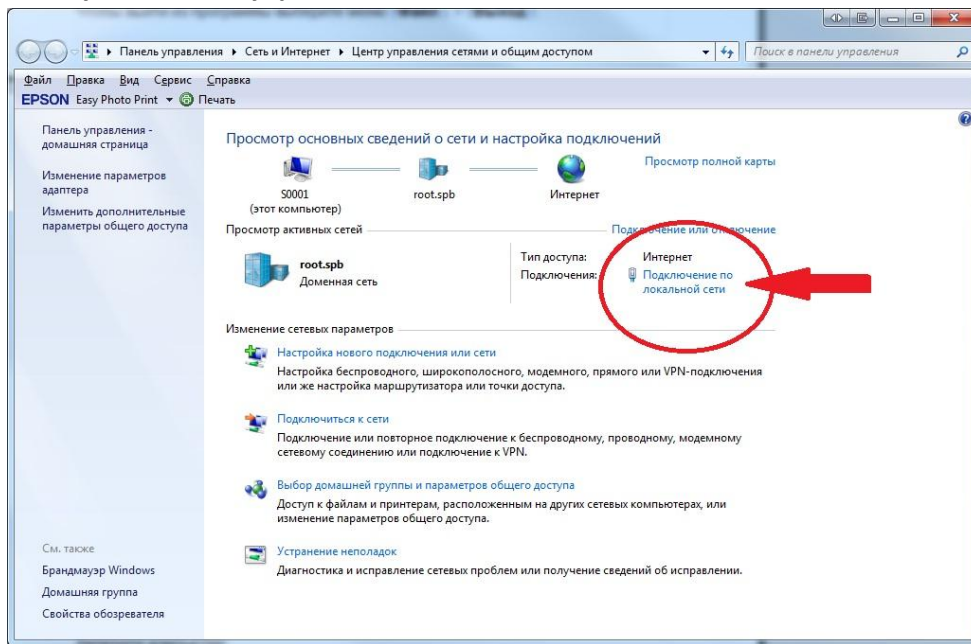 Панель управления ▸ Сеть и Интернет ▸ Центр управления сетями и общим доступом
Поиск в панели управления
Файл Правка Вид Сервис Справка
EPSON Easy Photo Print Печать
Панель управления -
домашняя страница
Изменение параметров
адаптера
Изменить дополнительные
параметры общего доступа
Просмотр основных сведений о сети и настройка подключений
Просмотр полной карты
S0001
(этот компьютер)
root.spb
Интернет
Просмотр активных сетей
Подключение или отключение
root.spb
Доменная сеть
Тип доступа: Интернет
Подключения: Подключение по
локальной сети
Изменение сетевых параметров
Настройка нового подключения или сети
Настройка беспроводного, широкополосного, модемного, прямого или VPN-подключения
или же настройка маршрутизатора или точки доступа.
Подключиться к сети
Подключение или повторное подключение к беспроводному, проводному, модемному
сетевому соединению или подключение к VPN.
Выбор домашней группы и параметров общего доступа
Доступ к файлам и принтерам, расположенным на других сетевых компьютерах, или
изменение параметров общего доступа.
Устранение неполадок
Диагностика и исправление сетевых проблем или получение сведений об исправлении.
См. также
Брандмауэр Windows
Домашняя группа
Свойства обозревателя